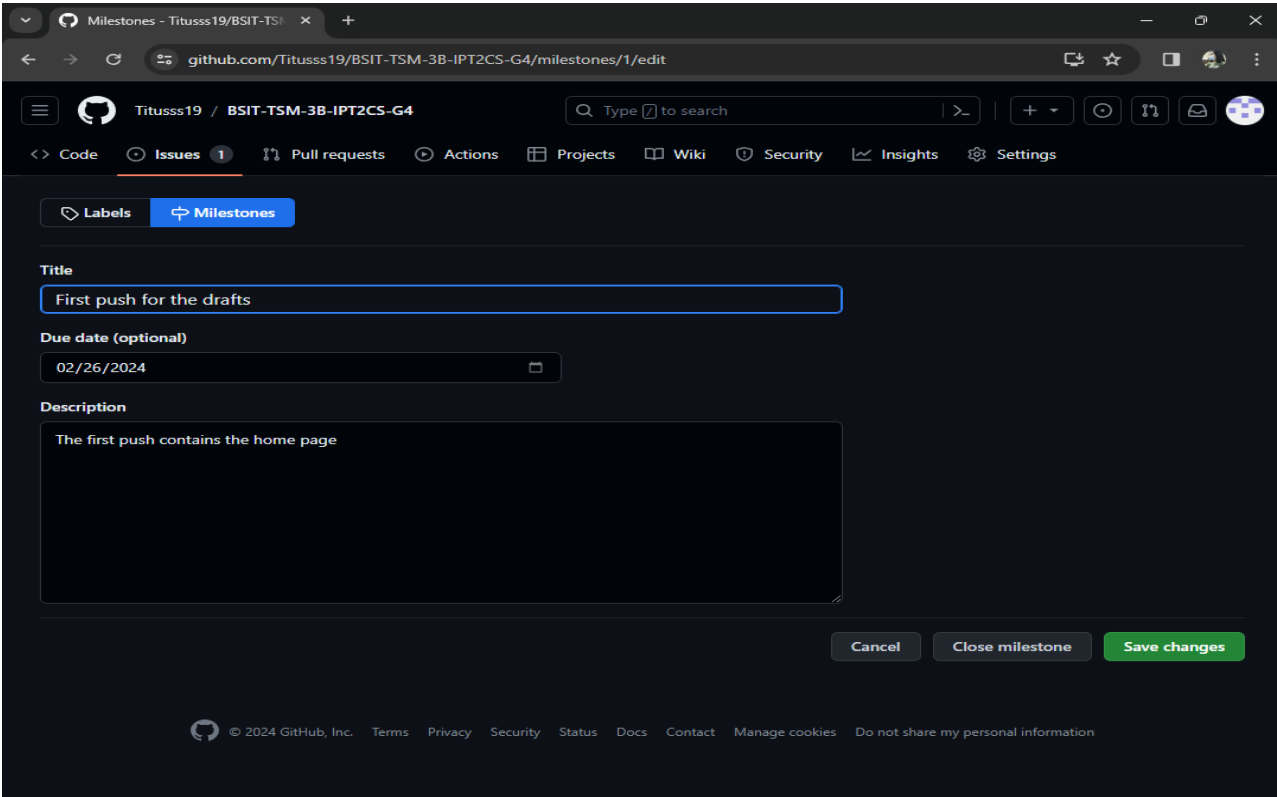 Milestones - Titusss19/BSIT-TSM
github.com/Titusss19/BSIT-TSM-3B-IPT2CS-G4/milestones/1/edit
Titusss19 / BSIT-TSM-3B-IPT2CS-G4
Type / to search
Code Issues 1 Pull requests Actions Projects Wiki Security Insights Settings
Labels Milestones
Title
First push for the drafts
Due date (optional)
02/26/2024
Description
The first push contains the home page
Cancel Close milestone Save changes
© 2024 GitHub, Inc. Terms Privacy Security Status Docs Contact Manage cookies Do not share my personal information